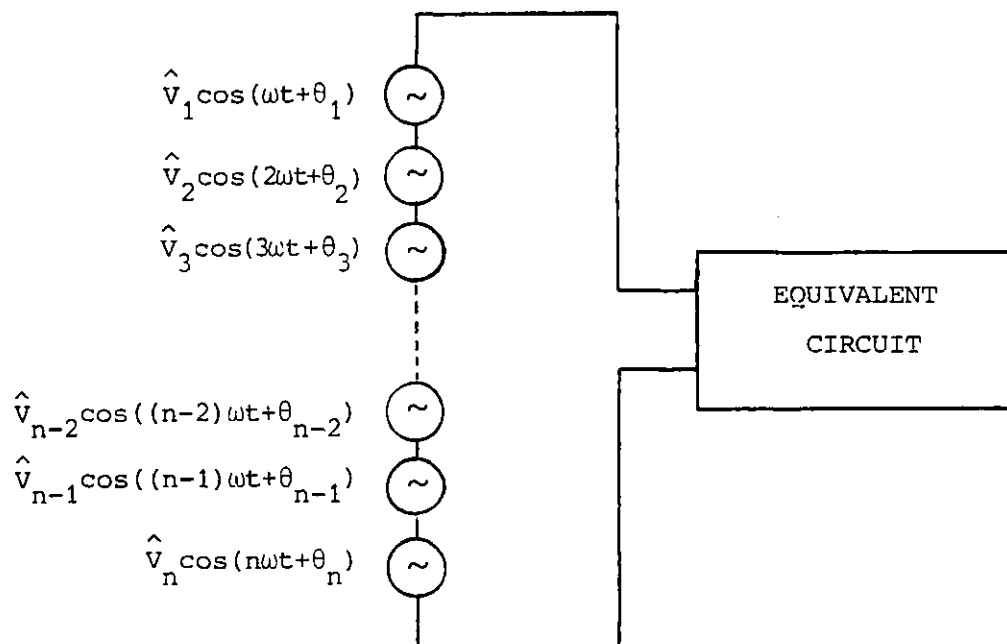 V̂₁cos(ωt+θ₁)
~
V̂₂cos(2ωt+θ₂)
~
V̂₃cos(3ωt+θ₃)
~
EQUIVALENT
CIRCUIT
V̂ₙ₋₂cos((n-2)ωt+θₙ₋₂)
~
V̂ₙ₋₁cos((n-1)ωt+θₙ₋₁)
~
V̂ₙcos(nωt+θₙ)
~